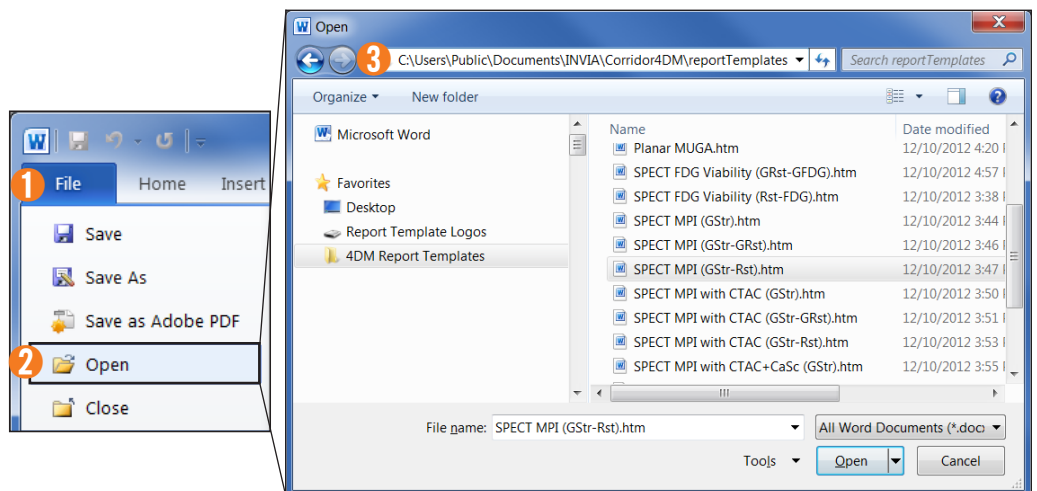 W
File Home Insert
1
Save
Save As
Save as Adobe PDF
2
Open
Close
W Open
3
C:\Users\Public\Documents\INVIA\Corridor4DM\reportTemplates
Search reportTemplates
Organize New folder
?
W Microsoft Word
Favorites
Desktop
Report Template Logos
4DM Report Templates
Name Date modified
Planar MUGA.htm 12/10/2012 4:20
SPECT FDG Viability (GRst-GFDG).htm 12/10/2012 4:57
SPECT FDG Viability (Rst-FDG).htm 12/10/2012 3:38
SPECT MPI (GStr).htm 12/10/2012 3:44
SPECT MPI (GStr-GRst).htm 12/10/2012 3:46
SPECT MPI (GStr-Rst).htm 12/10/2012 3:47
SPECT MPI with CTAC (GStr).htm 12/10/2012 3:50
SPECT MPI with CTAC (GStr-GRst).htm 12/10/2012 3:51
SPECT MPI with CTAC (GStr-Rst).htm 12/10/2012 3:53
SPECT MPI with CTAC+CaSc (GStr).htm 12/10/2012 3:55
File name: SPECT MPI (GStr-Rst).htm All Word Documents (*.doc
Tools Open Cancel